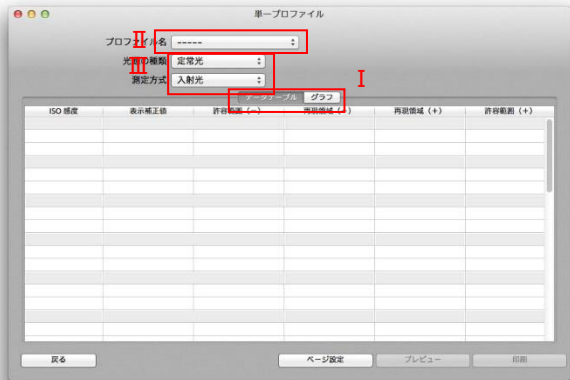 単一プロファイル
II
プロファイル名 -----
III
光源の種類 定常光
測定方式 入射光
I
データテーブル グラフ
ISO 感度 表示補正値 許容範囲 (−) 再現領域 (−) 再現領域 (+) 許容範囲 (+)
戻る ページ設定 プレビュー 印刷